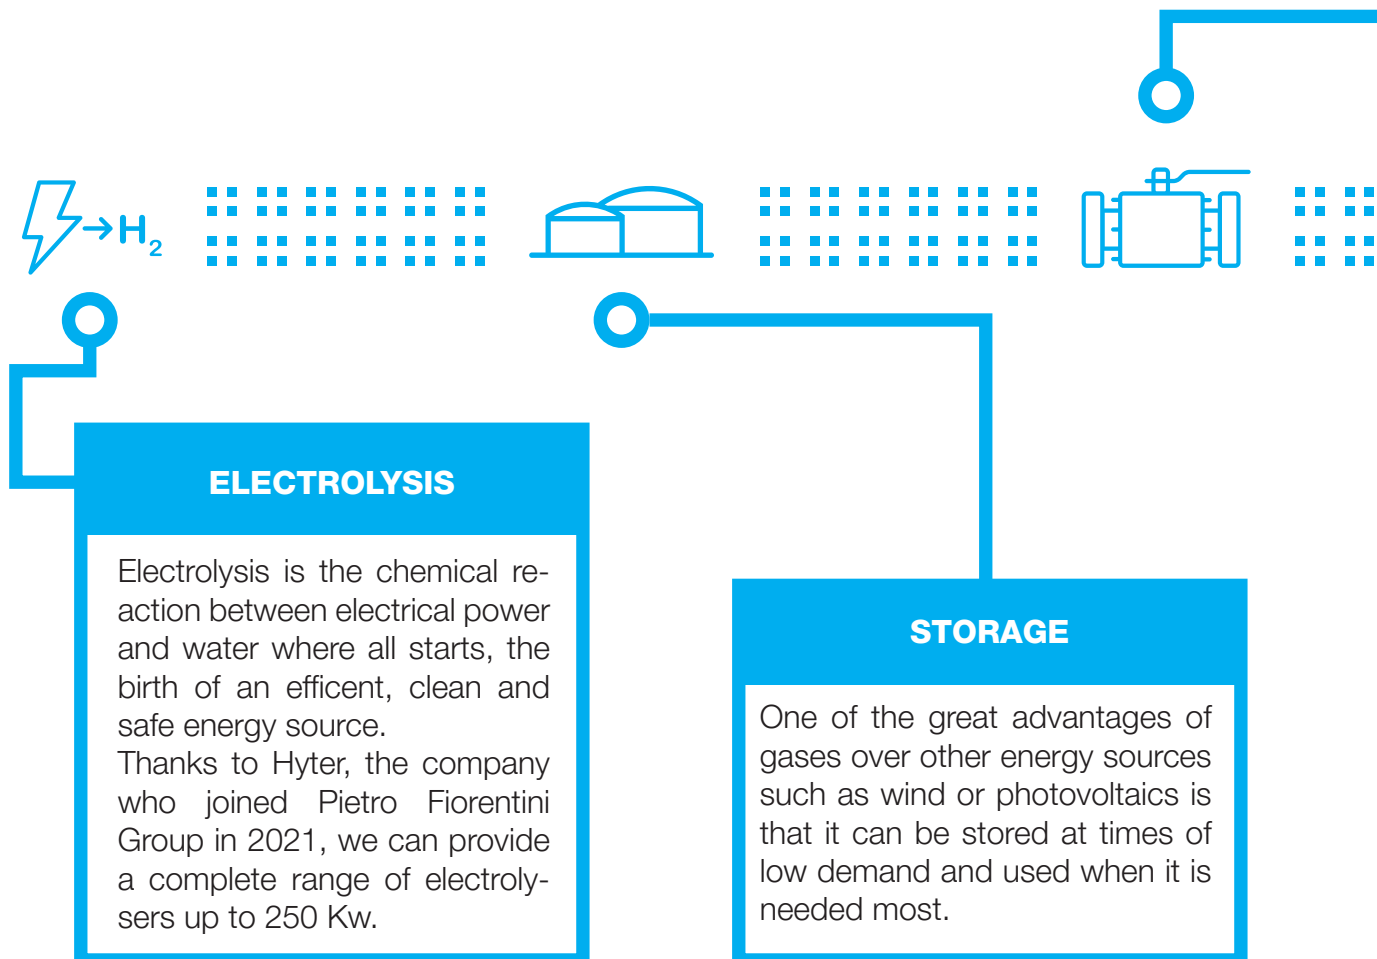 H2
ELECTROLYSIS
Electrolysis is the chemical re-
action between electrical power
and water where all starts, the
birth of an efficent, clean and
safe energy source.
Thanks to Hyter, the company
who joined Pietro Fiorentini
Group in 2021, we can provide
a complete range of electroly-
sers up to 250 Kw.
STORAGE
One of the great advantages of
gases over other energy sources
such as wind or photovoltaics is
that it can be stored at times of
low demand and used when it is
needed most.